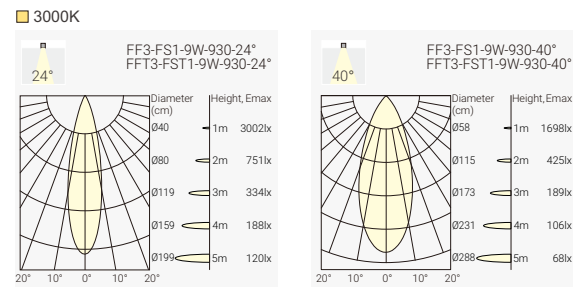 3000K
24°
FF3-FS1-9W-930-24°
FFT3-FST1-9W-930-24°
Diameter (cm) Height, Emax
Ø40 1m 3002lx
Ø80 2m 751lx
Ø119 3m 334lx
Ø159 4m 188lx
Ø199 5m 120lx
20° 10° 0° 10° 20°
40°
FF3-FS1-9W-930-40°
FFT3-FST1-9W-930-40°
Diameter (cm) Height, Emax
Ø58 1m 1698lx
Ø115 2m 425lx
Ø173 3m 189lx
Ø231 4m 106lx
Ø288 5m 68lx
20° 10° 0° 10° 20°